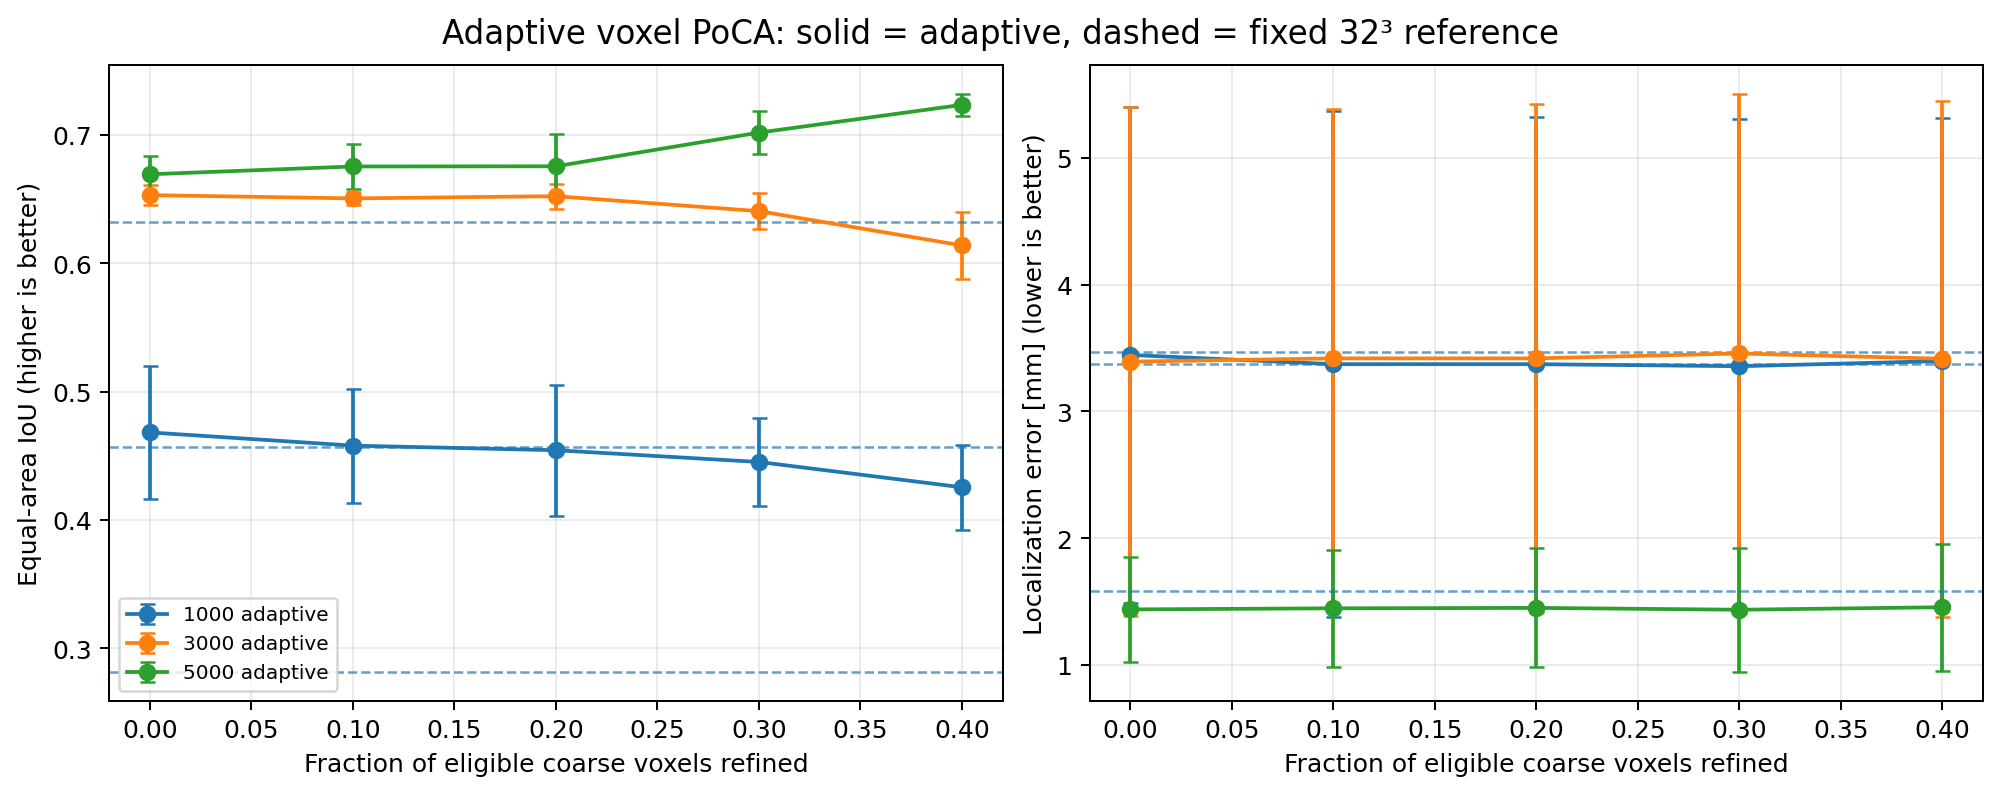 Adaptive voxel PoCA: solid = adaptive, dashed = fixed 32³ reference
Equal-area IoU (higher is better)
0.7
0.6
0.5
0.4
0.3
1000 adaptive
3000 adaptive
5000 adaptive
0.00 0.05 0.10 0.15 0.20 0.25 0.30 0.35 0.40
Fraction of eligible coarse voxels refined
Localization error [mm] (lower is better)
5
4
3
2
1
0.00 0.05 0.10 0.15 0.20 0.25 0.30 0.35 0.40
Fraction of eligible coarse voxels refined